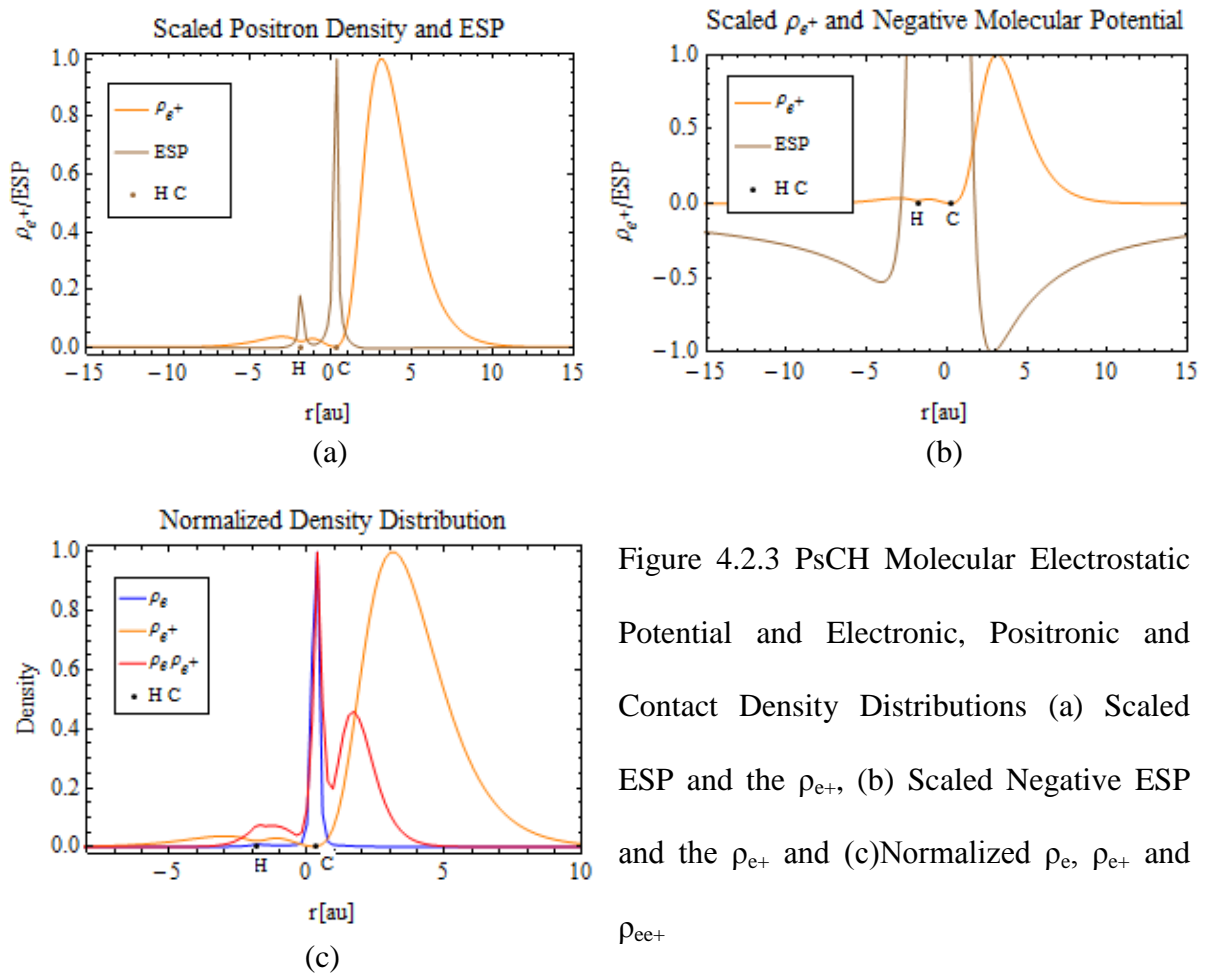 Scaled Positron Density and ESP
1.0
0.8
0.6
0.4
0.2
0.0
ρe+/ESP
ρe+
ESP
H C
H
C
−15
−10
−5
0
5
10
15
r[au]
(a)
Scaled ρe+ and Negative Molecular Potential
1.0
0.5
0.0
−0.5
−1.0
ρe+/ESP
ρe+
ESP
H C
H
C
−15
−10
−5
0
5
10
15
r[au]
(b)
Normalized Density Distribution
1.0
0.8
0.6
0.4
0.2
0.0
Density
ρe
ρe+
ρeρe+
H C
H
C
−5
0
5
10
r[au]
(c)
Figure 4.2.3 PsCH Molecular Electrostatic
Potential and Electronic, Positronic and
Contact Density Distributions (a) Scaled
ESP and the ρe+, (b) Scaled Negative ESP
and the ρe+ and (c)Normalized ρe, ρe+ and
ρee+